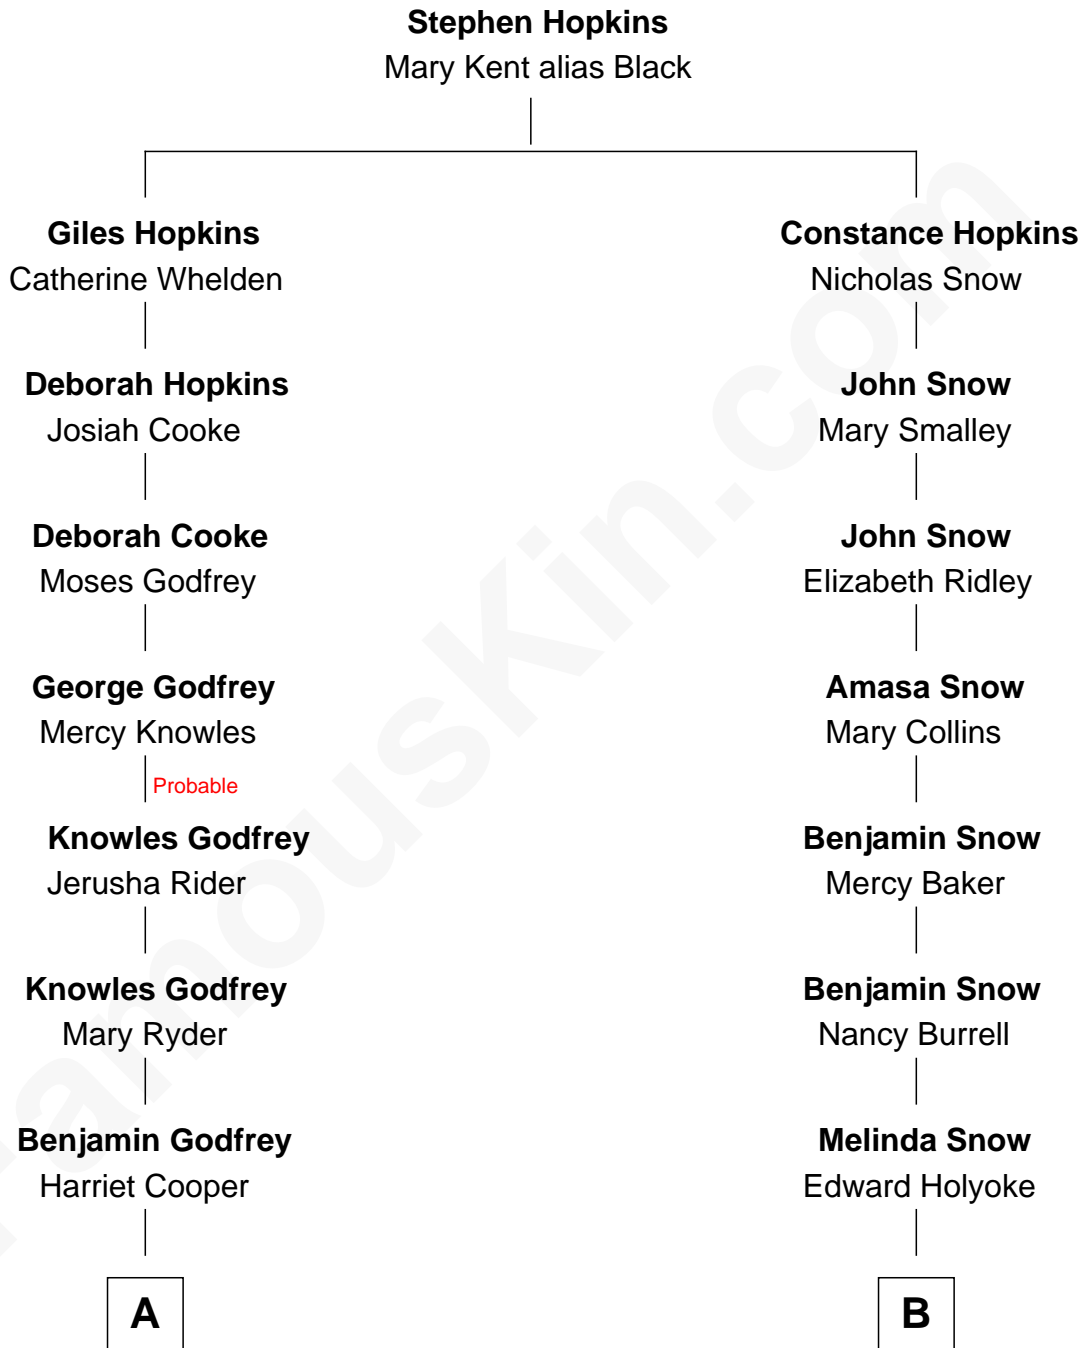 Stephen Hopkins
Mary Kent alias Black
Giles Hopkins
Catherine Whelden
Constance Hopkins
Nicholas Snow
Deborah Hopkins
Josiah Cooke
John Snow
Mary Smalley
Deborah Cooke
Moses Godfrey
John Snow
Elizabeth Ridley
George Godfrey
Mercy Knowles
Amasa Snow
Mary Collins
Probable
Knowles Godfrey
Jerusha Rider
Benjamin Snow
Mercy Baker
Knowles Godfrey
Mary Ryder
Benjamin Snow
Nancy Burrell
Benjamin Godfrey
Harriet Cooper
Melinda Snow
Edward Holyoke
A
B
FamousKin.com